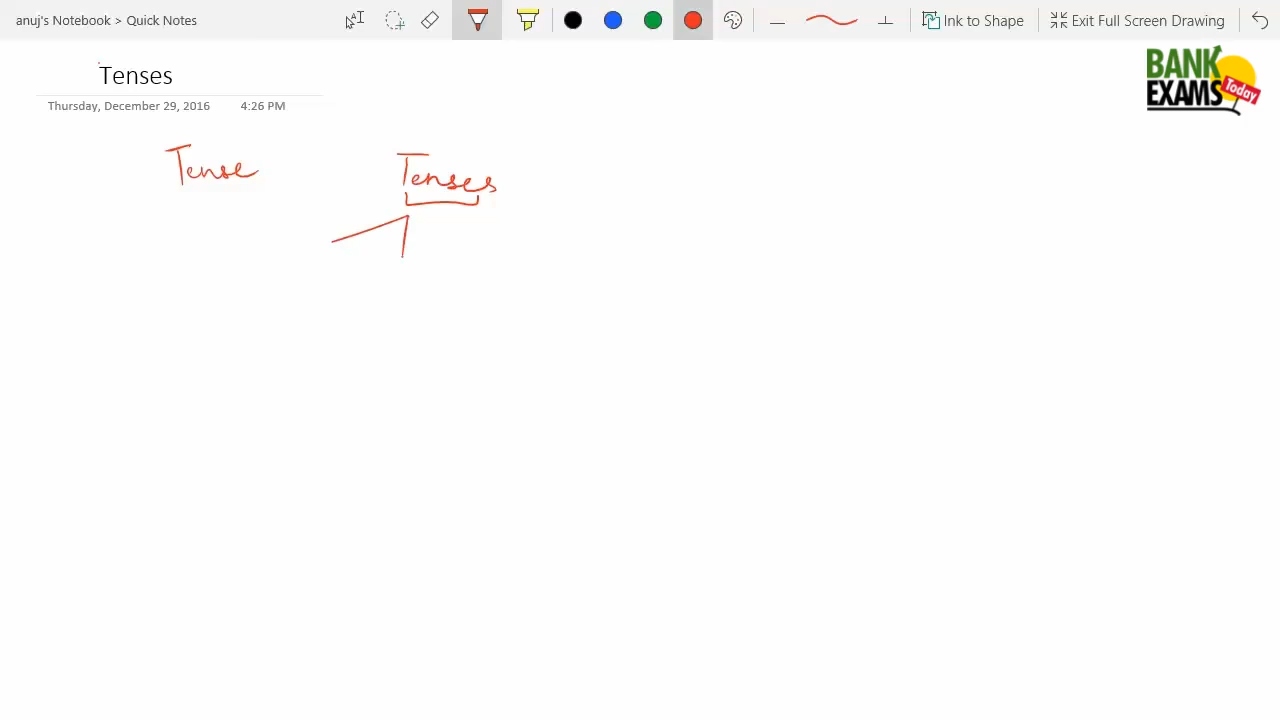 anuj's Notebook > Quick Notes
Ink to Shape
Exit Full Screen Drawing
Tenses
Thursday, December 29, 2016 4:26 PM
BANK
EXAMS Today
Tense Tenses